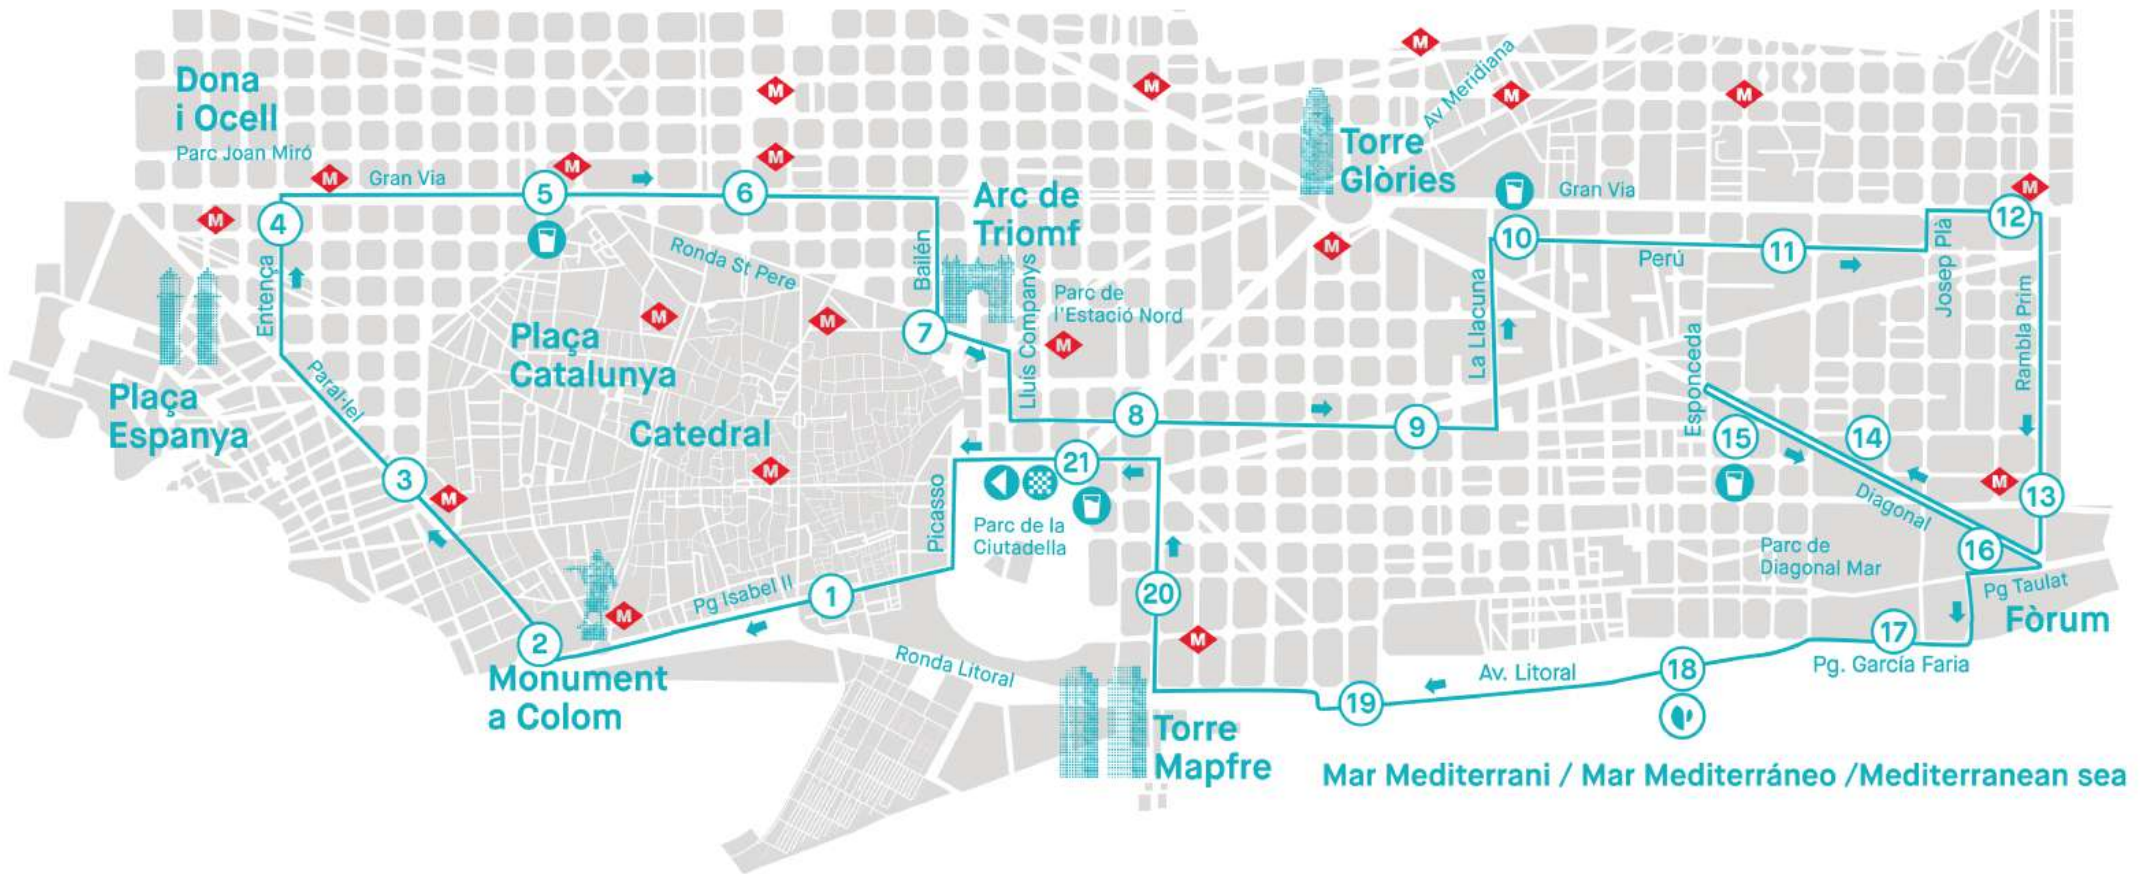 Dona
i Ocell
Parc Joan Miró
M
M
M
M
M
M
M
M
M
Av Meridiana
Torre
Glòries
Gran Via
5
6
4
Entença
Ronda St Pere
Bailén
Arc de
Triomf
Lluis Companys
Parc de
l'Estació Nord
M
M
M
M
Gran Via
10
11
12
M
Perú
Josep Plà
Rambla Prim
La Llacuna
Plaça
Espanya
Paral·lel
Plaça
Catalunya
Catedral
M
7
8
9
Esponceda
15
14
Diagonal
M
13
16
3
M
Picasso
21
Parc de la
Ciutadella
Parc de
Diagonal Mar
Pg Taulat
Fòrum
Pg Isabel II
1
20
M
2
M
Monument
a Colom
Ronda Litoral
17
Pg. García Faria
18
Av. Litoral
19
Torre
Mapfre
Mar Mediterrani / Mar Mediterráneo /Mediterranean sea